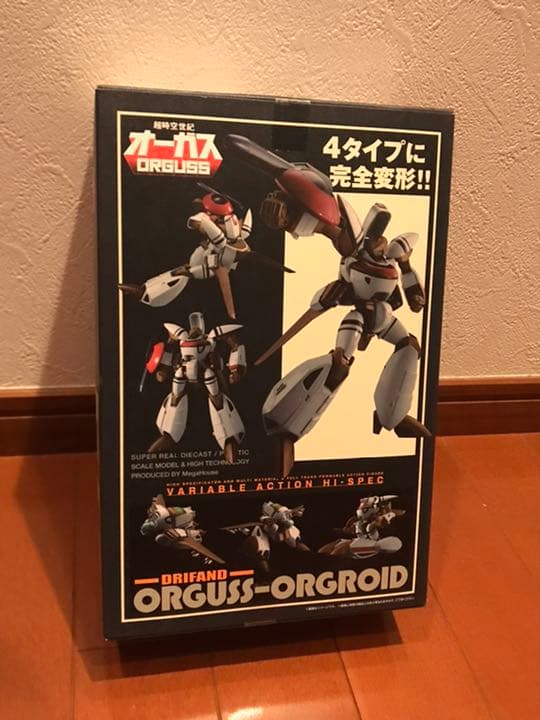 超時空世紀
オーガス
ORGUSS
4タイプに
完全変形!!
SUPER REAL DIECAST / P TIC
SCALE MODEL & HIGH TECHNOLOGY
PRODUCED BY MegaHouse
VARIABLE ACTION HI-SPEC
DRIFAND
ORGUSS-ORGROID